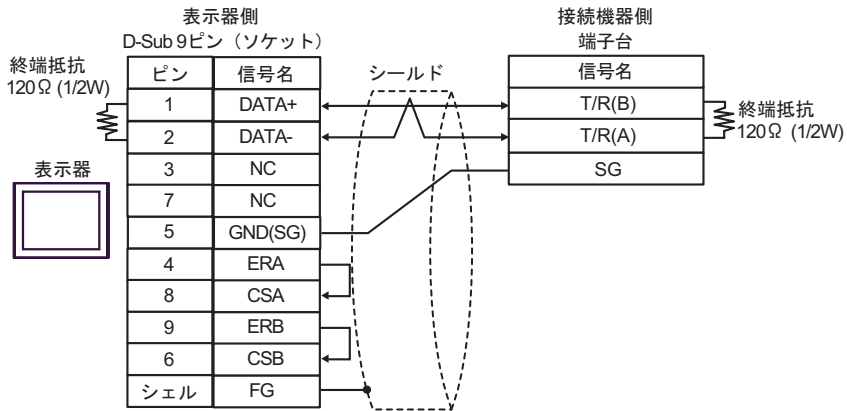 表示器側
D-Sub 9ピン（ソケット）
接続機器側
端子台
終端抵抗
120Ω (1/2W)
ピン 信号名
1 DATA+
2 DATA-
3 NC
7 NC
5 GND(SG)
4 ERA
8 CSA
9 ERB
6 CSB
シェル FG
表示器
シールド
信号名
T/R(B)
T/R(A)
SG
終端抵抗
120Ω (1/2W)